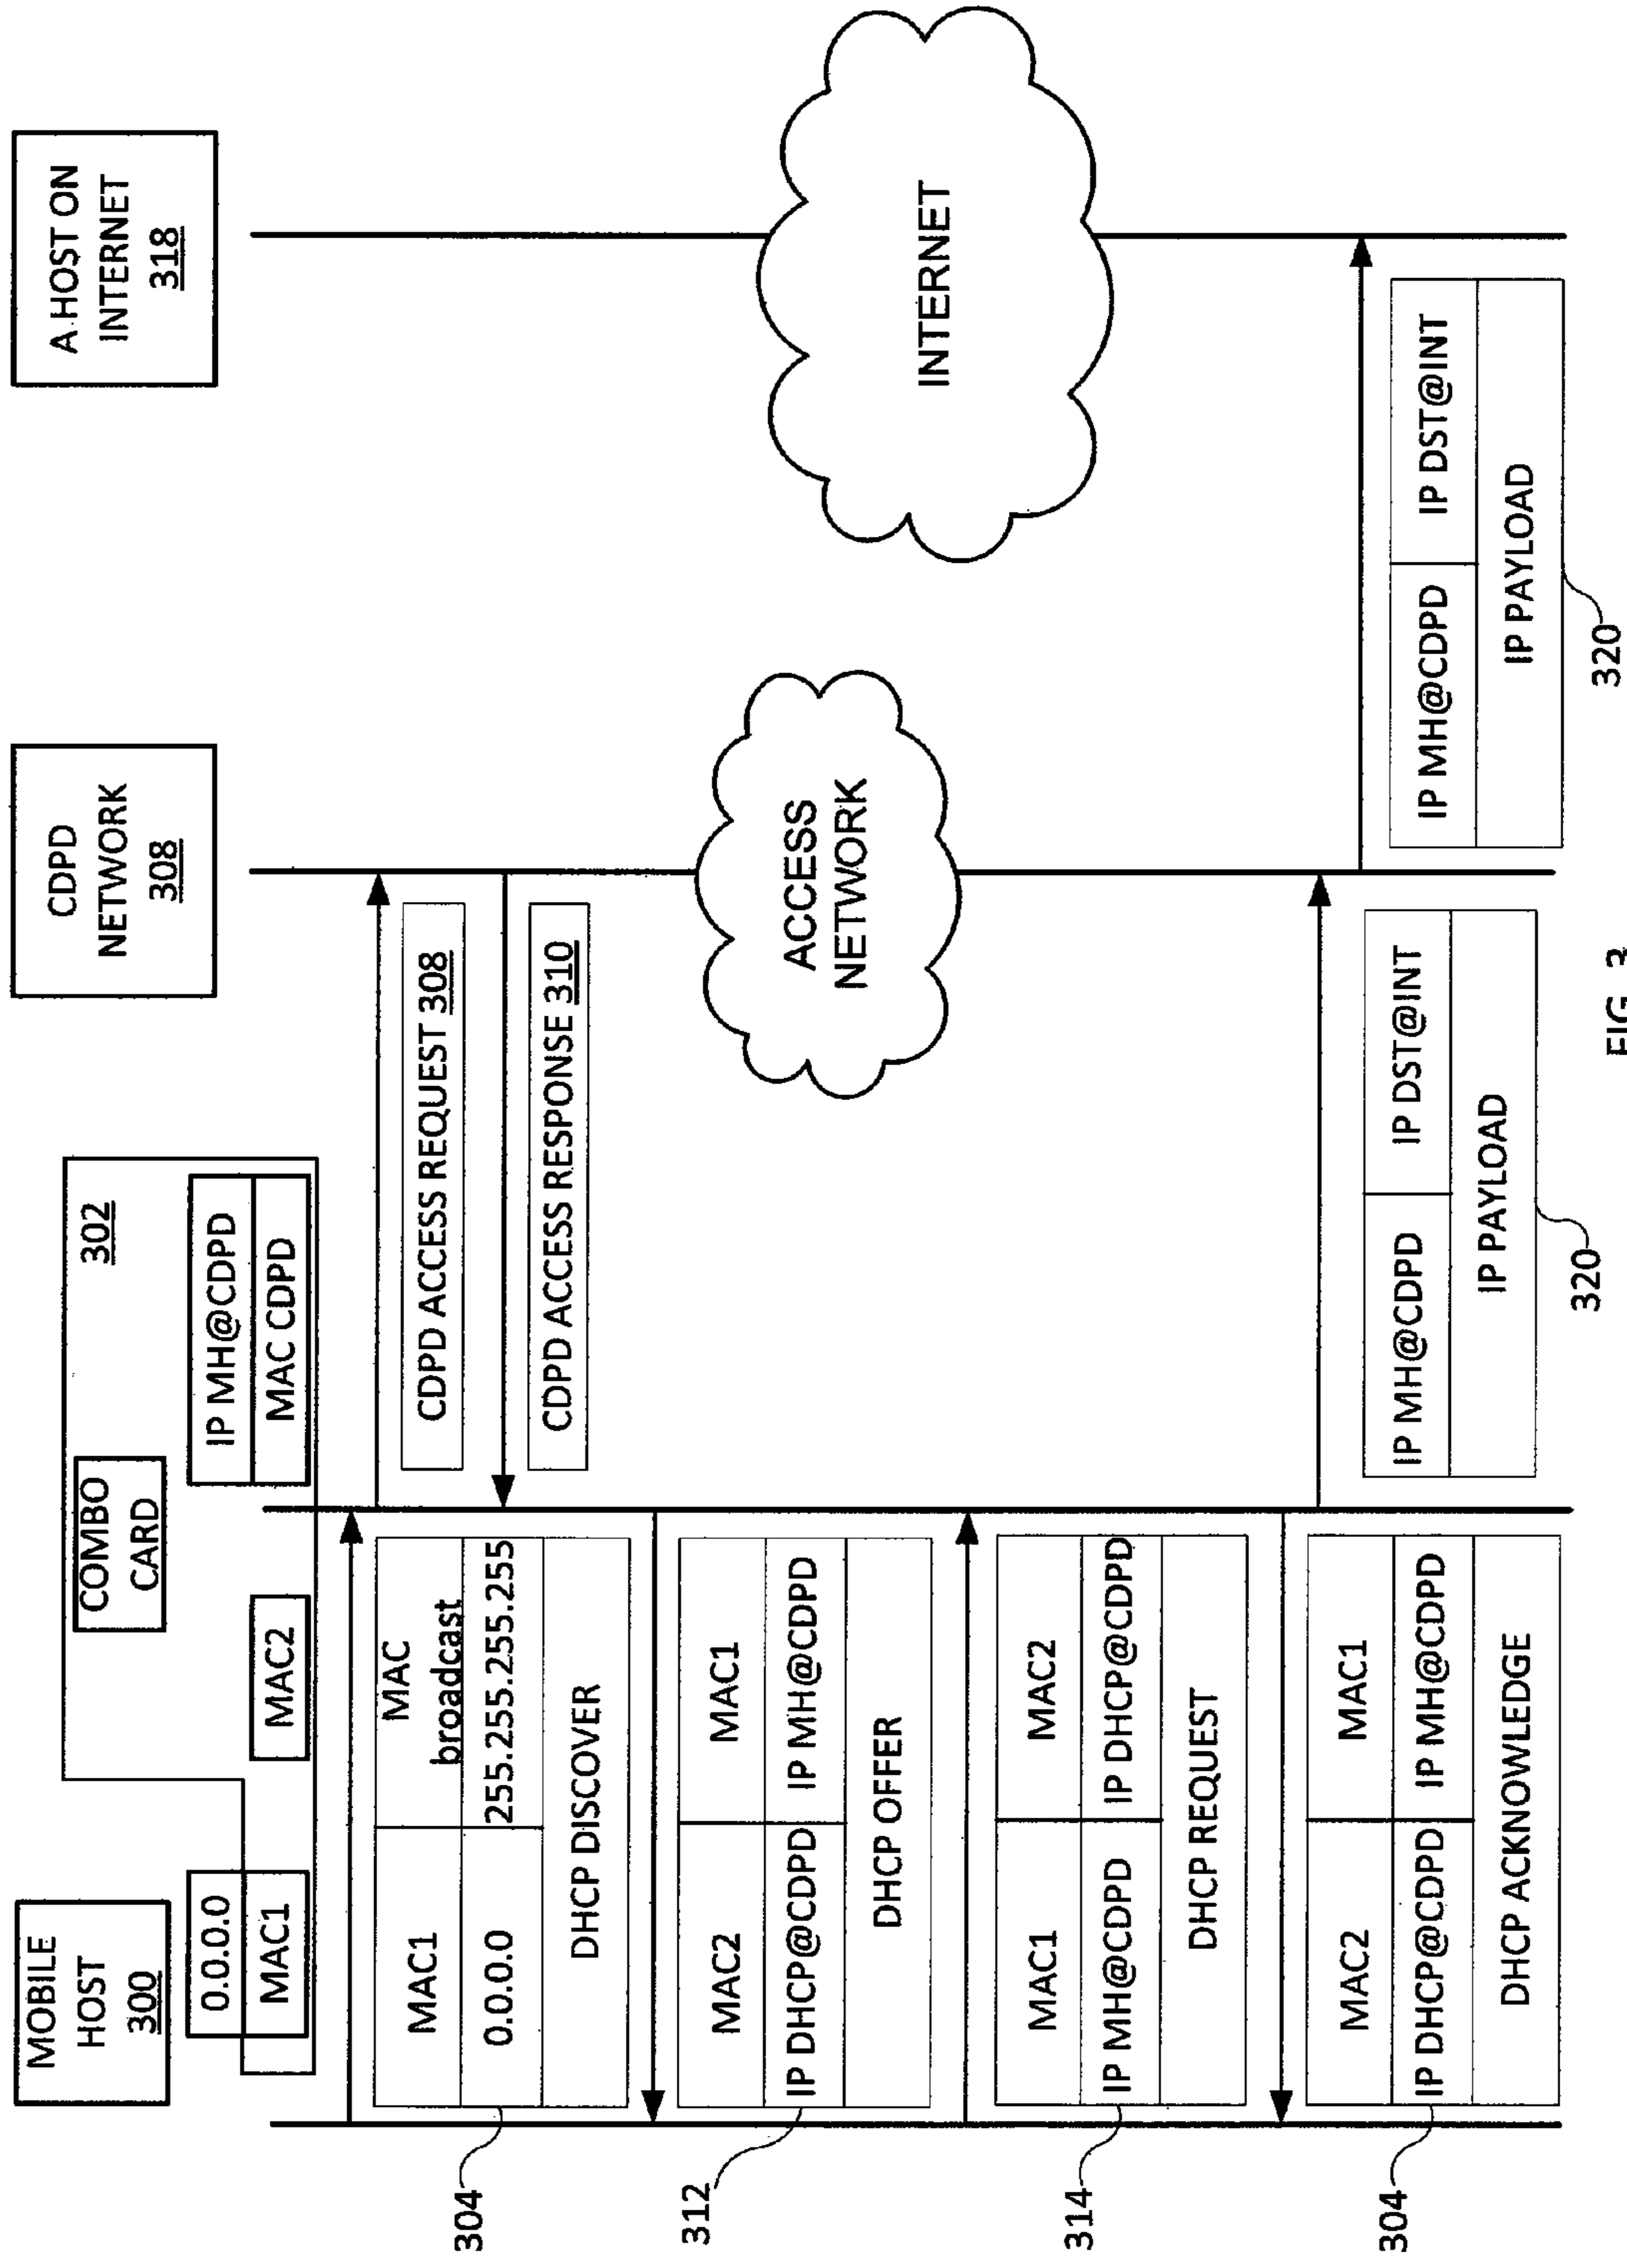 MOBILE
HOST
300
COMBO
CARD
302
CDPD
NETWORK
308
A HOST ON
INTERNET
318
0.0.0.0
MAC1
MAC2
IP MH@CDPD
MAC CDPD
304
MAC1
MAC
broadcast
0.0.0.0
255.255.255.255
DHCP DISCOVER
CDPD ACCESS REQUEST 308
CDPD ACCESS RESPONSE 310
312
MAC2
MAC1
IP DHCP@CDPD
IP MH@CDPD
DHCP OFFER
ACCESS
NETWORK
INTERNET
314
MAC1
MAC2
IP MH@CDPD
IP DHCP@CDPD
DHCP REQUEST
304
MAC2
MAC1
IP DHCP@CDPD
IP MH@CDPD
DHCP ACKNOWLEDGE
IP MH@CDPD
IP DST@INT
IP PAYLOAD
320
IP MH@CDPD
IP DST@INT
IP PAYLOAD
320
FIG. 3